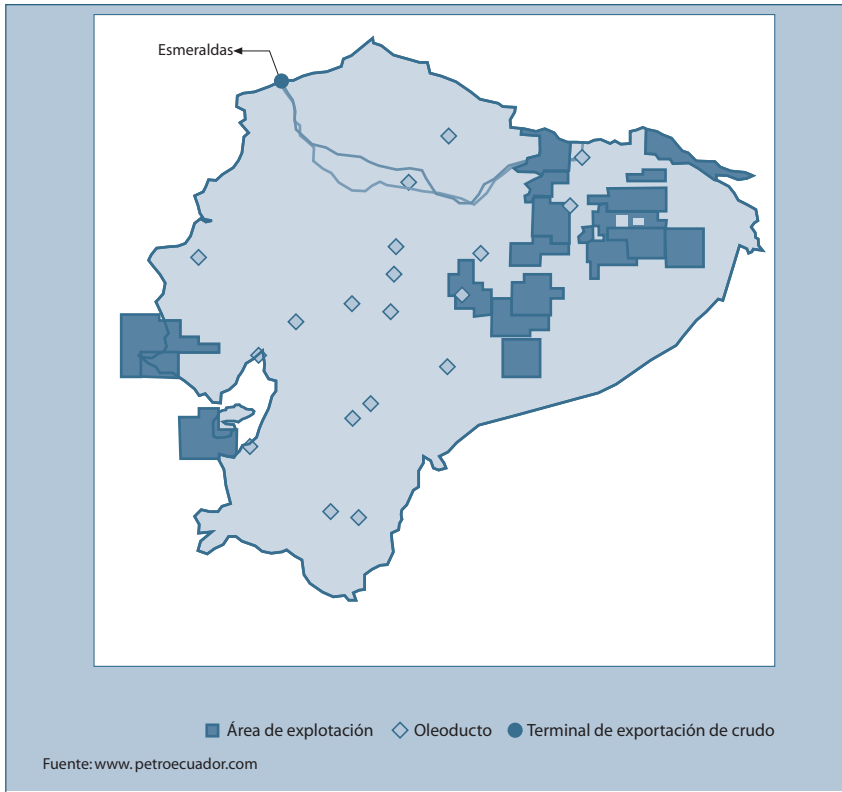 Esmeraldas
Área de explotación Oleoducto Terminal de exportación de crudo
Fuente: www. petroecuador.com